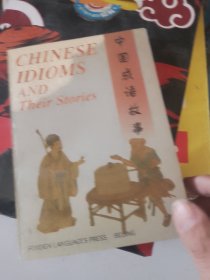 CHINESE
IDIOMS
AND
Their Stories
中国成语故事
FOREIGN LANGUAGES PRESS BEIJING